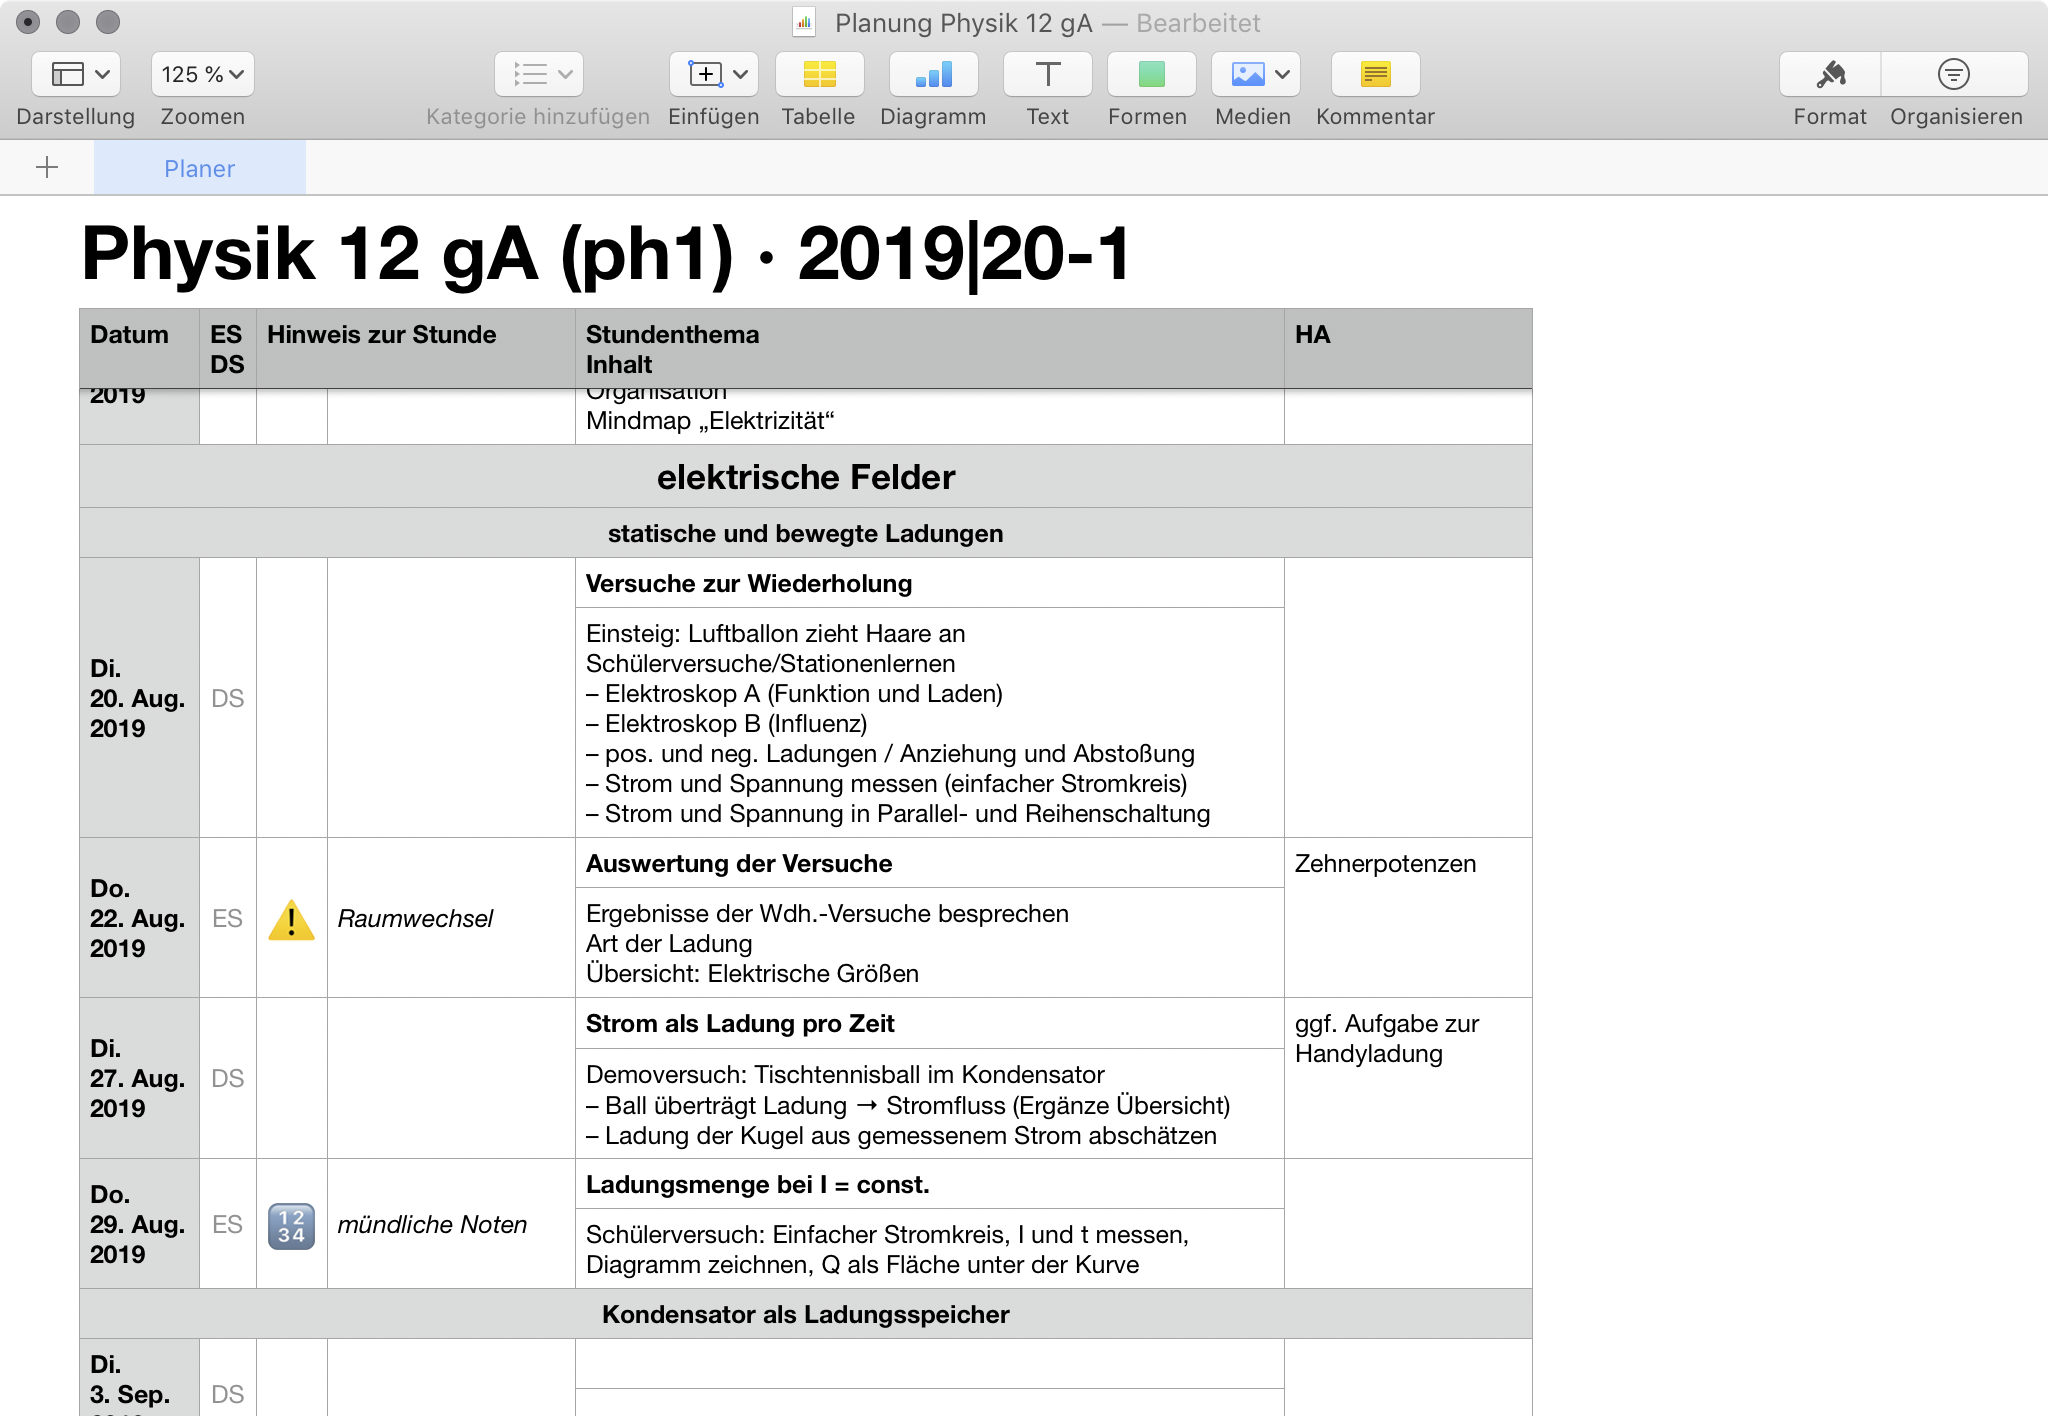 Planung Physik 12 gA — Bearbeitet
125 %
Darstellung
Zoomen
Kategorie hinzufügen
Einfügen
Tabelle
Diagramm
Text
Formen
Medien
Kommentar
Format
Organisieren
Planer
Physik 12 gA (ph1) · 2019|20-1
Datum
ES
DS
Hinweis zur Stunde
Stundenthema
Inhalt
HA
2019
Organisation
Mindmap „Elektrizität“
elektrische Felder
statische und bewegte Ladungen
Di.
20. Aug.
2019
DS
Versuche zur Wiederholung
Einsteig: Luftballon zieht Haare an
Schülerversuche/Stationenlernen
– Elektroskop A (Funktion und Laden)
– Elektroskop B (Influenz)
– pos. und neg. Ladungen / Anziehung und Abstoßung
– Strom und Spannung messen (einfacher Stromkreis)
– Strom und Spannung in Parallel- und Reihenschaltung
Do.
22. Aug.
2019
ES
Raumwechsel
Auswertung der Versuche
Ergebnisse der Wdh.-Versuche besprechen
Art der Ladung
Übersicht: Elektrische Größen
Zehnerpotenzen
Di.
27. Aug.
2019
DS
Strom als Ladung pro Zeit
Demoversuch: Tischtennisball im Kondensator
– Ball überträgt Ladung → Stromfluss (Ergänze Übersicht)
– Ladung der Kugel aus gemessenem Strom abschätzen
ggf. Aufgabe zur
Handyladung
Do.
29. Aug.
2019
ES
12
34
mündliche Noten
Ladungsmenge bei I = const.
Schülerversuch: Einfacher Stromkreis, I und t messen,
Diagramm zeichnen, Q als Fläche unter der Kurve
Kondensator als Ladungsspeicher
Di.
3. Sep.
DS